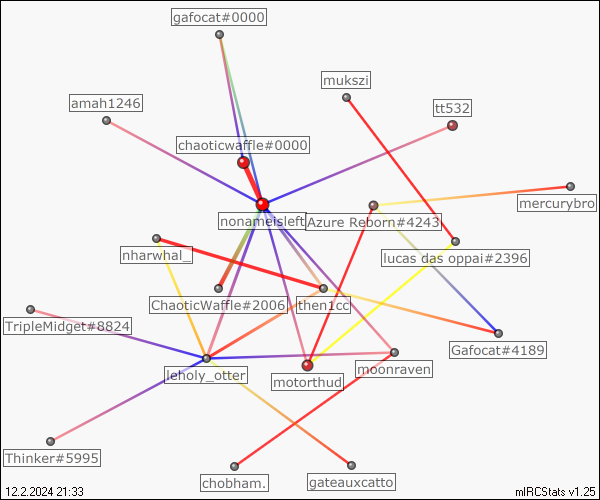 gafocat#0000
mukszi
amah1246
tt532
chaoticwaffle#0000
mercurybro
nonameisleft
Azure Reborn#4243
nharwhal_
lucas das oppai#2396
ChaoticWaffle#2006
then1cc
TripleMidget#8824
Gafocat#4189
leholy_otter
moonraven
motorthud
Thinker#5995
chobham.
gateauxcatto
12.2.2024 21:33
mIRCStats v1.25